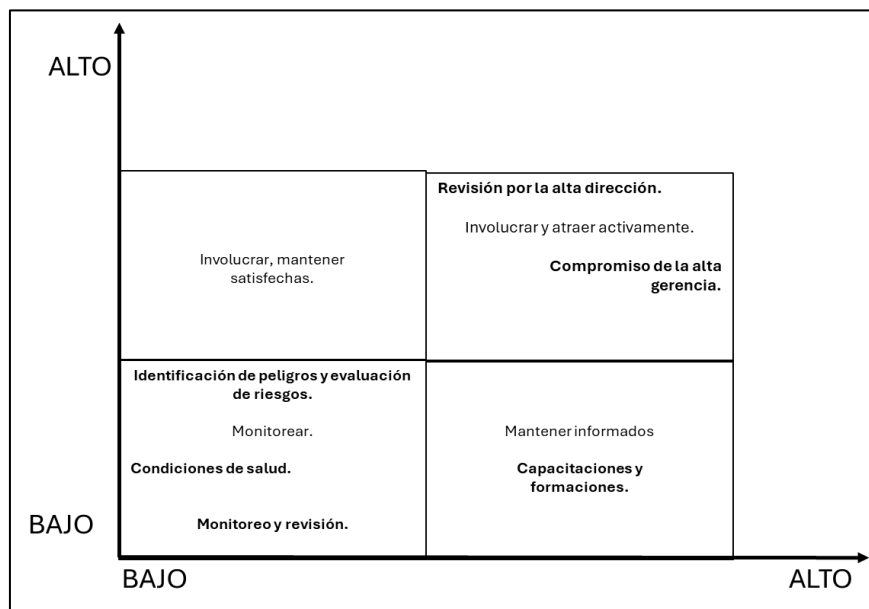 ALTO
Revisión por la alta dirección.
Involucrar y atraer activamente.
Involucrar, mantener
satisfechas.
Compromiso de la alta
gerencia.
Identificación de peligros y evaluación
de riesgos.
Monitorear.
Condiciones de salud.
Monitoreo y revisión.
Mantener informados
Capacitaciones y
formaciones.
BAJO
BAJO
ALTO